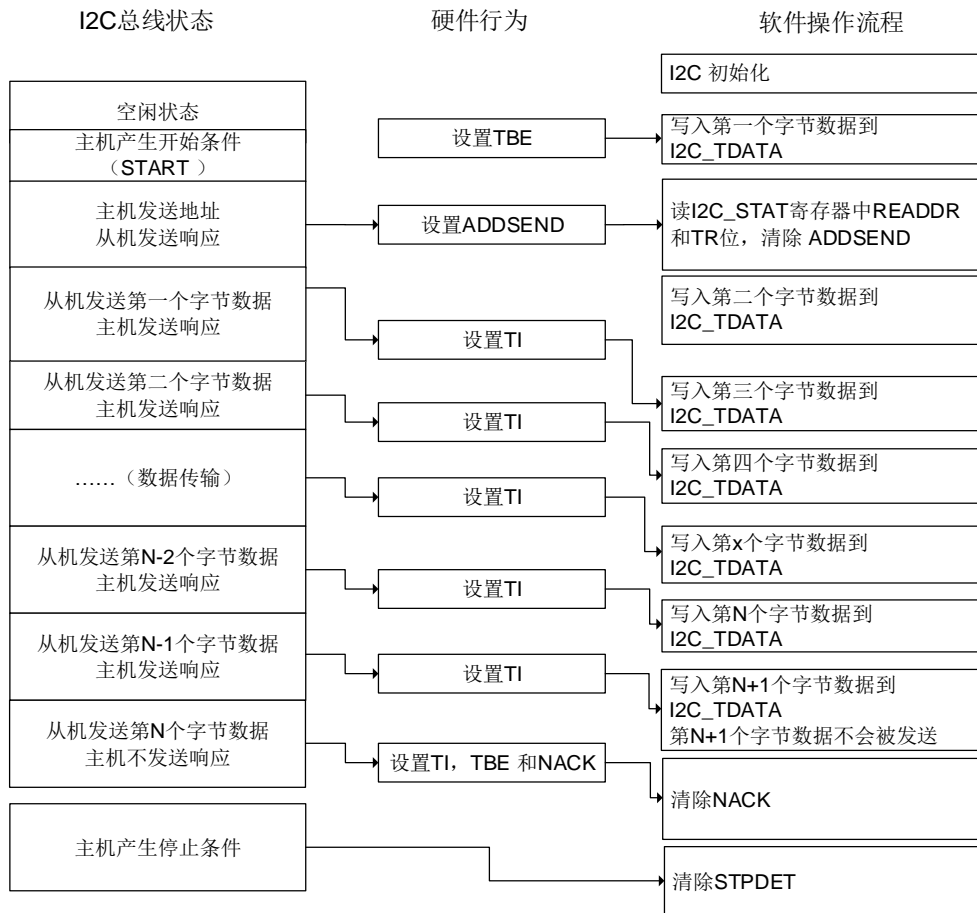 I2C总线状态
硬件行为
软件操作流程
I2C 初始化
空闲状态
主机产生开始条件
（START ）
设置TBE
写入第一个字节数据到
I2C_TDATA
主机发送地址
从机发送响应
设置ADDSEND
读I2C_STAT寄存器中READDR
和TR位，清除 ADDSEND
从机发送第一个字节数据
主机发送响应
设置TI
写入第二个字节数据到
I2C_TDATA
从机发送第二个字节数据
主机发送响应
设置TI
写入第三个字节数据到
I2C_TDATA
……（数据传输）
设置TI
写入第四个字节数据到
I2C_TDATA
从机发送第N-2个字节数据
主机发送响应
设置TI
写入第x个字节数据到
I2C_TDATA
写入第N个字节数据到
I2C_TDATA
从机发送第N-1个字节数据
主机发送响应
设置TI
写入第N+1个字节数据到
I2C_TDATA
第N+1个字节数据不会被发送
从机发送第N个字节数据
主机不发送响应
设置TI，TBE 和NACK
清除NACK
主机产生停止条件
清除STPDET